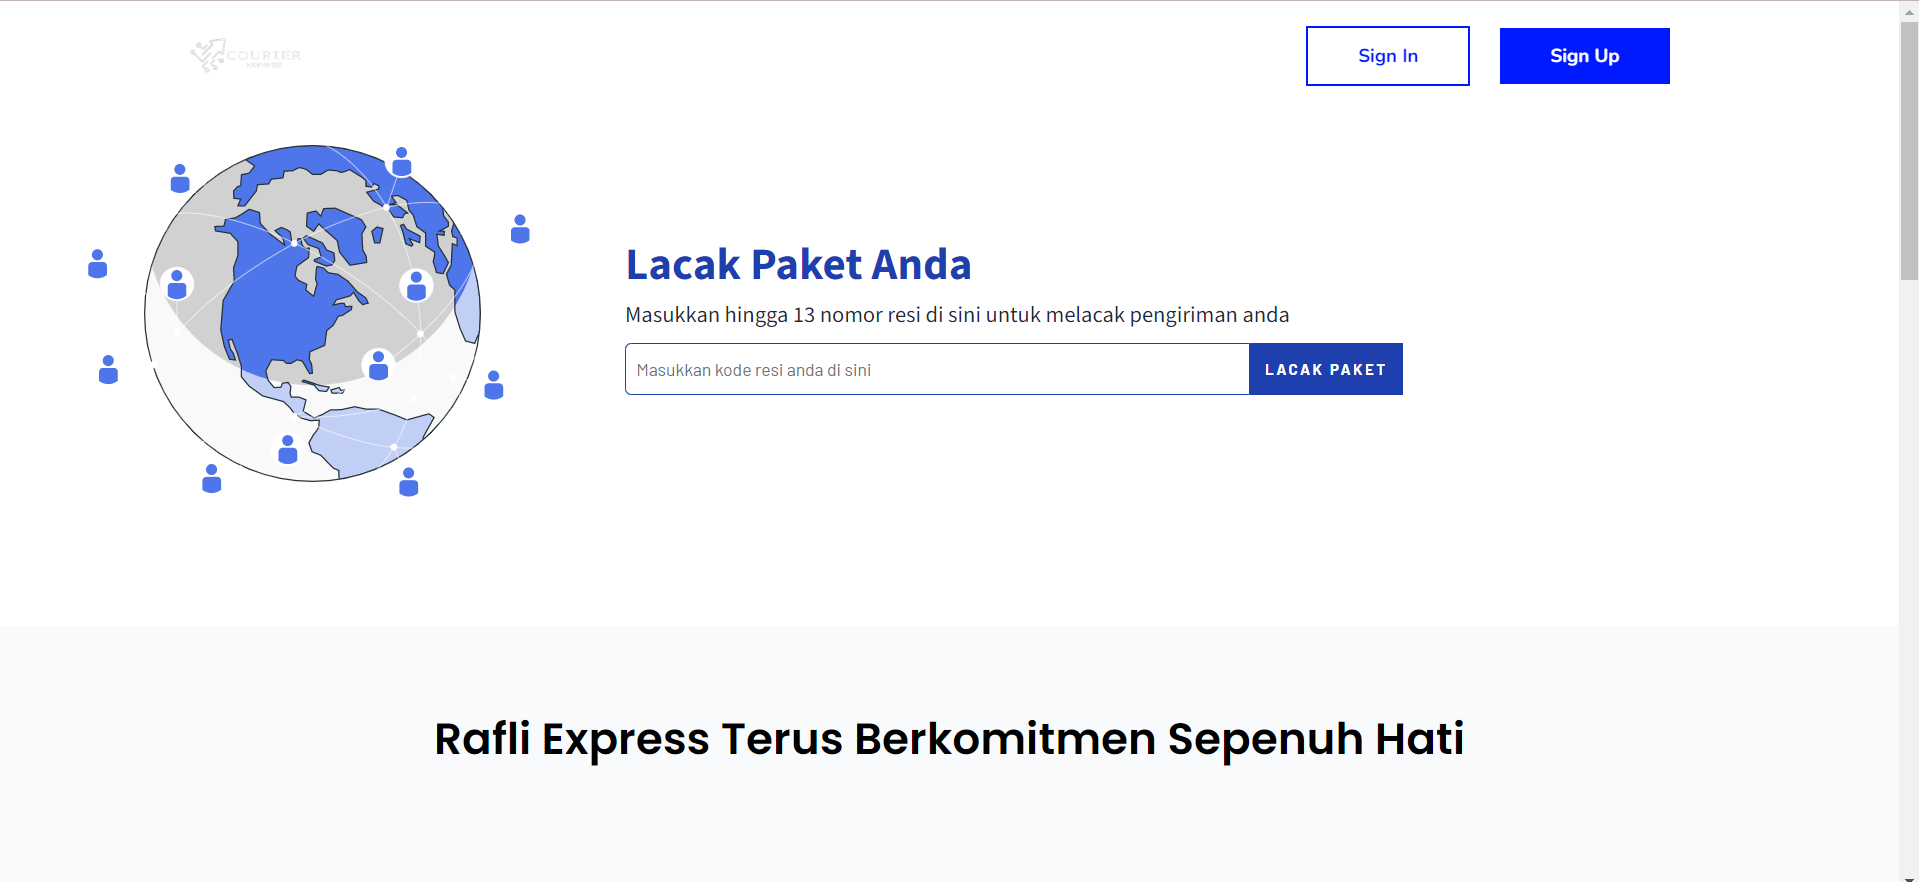 COURIER
Sign In
Sign Up
Lacak Paket Anda
Masukkan hingga 13 nomor resi di sini untuk melacak pengiriman anda
Masukkan kode resi anda di sini
LACAK PAKET
Rafli Express Terus Berkomitmen Sepenuh Hati